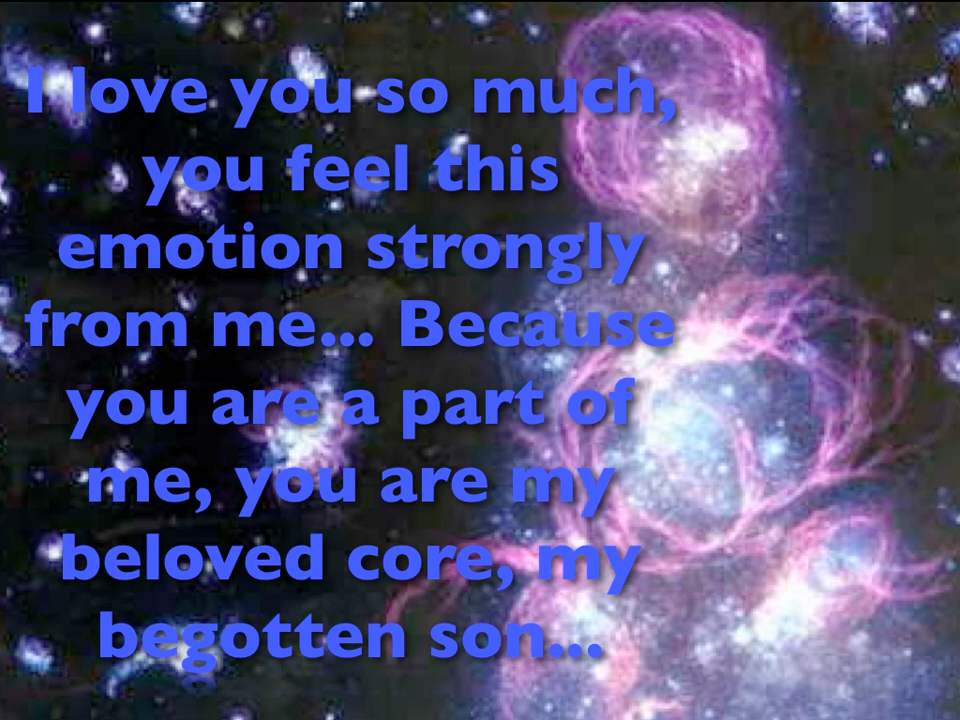 I love you so much,
you feel this
emotion strongly
from me... Because
you are a part of
me, you are my
beloved core, my
begotten son...